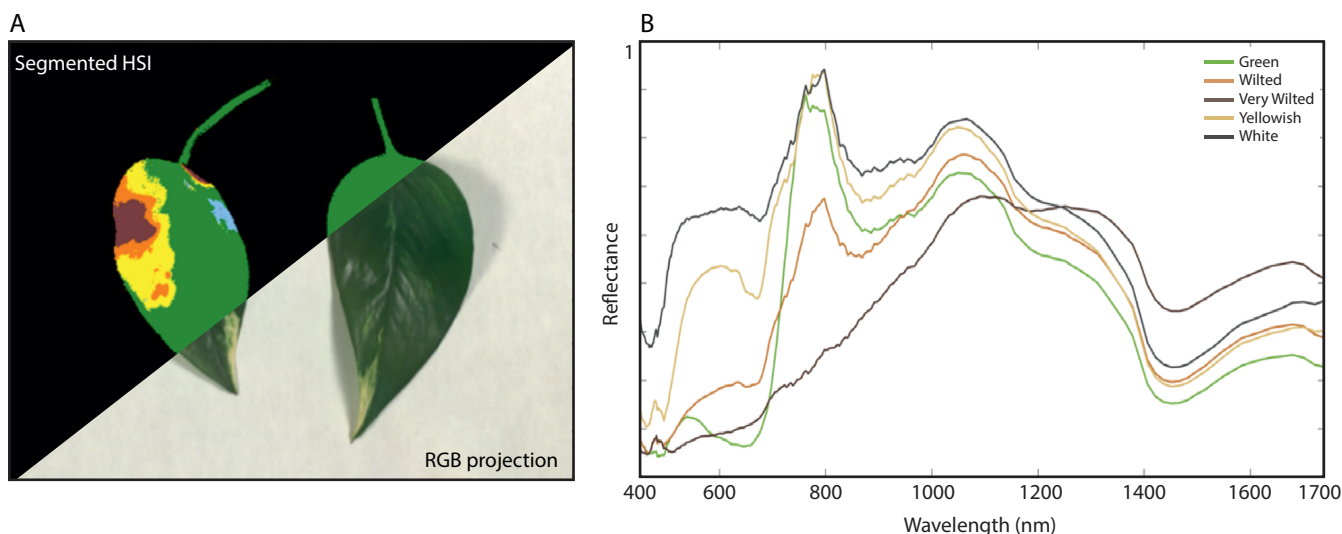 A
Segmented HSI
RGB projection
B
1
Reflectance
Green
Wilted
Very Wilted
Yellowish
White
400 600 800 1000 1200 1400 1600 1700
Wavelength (nm)